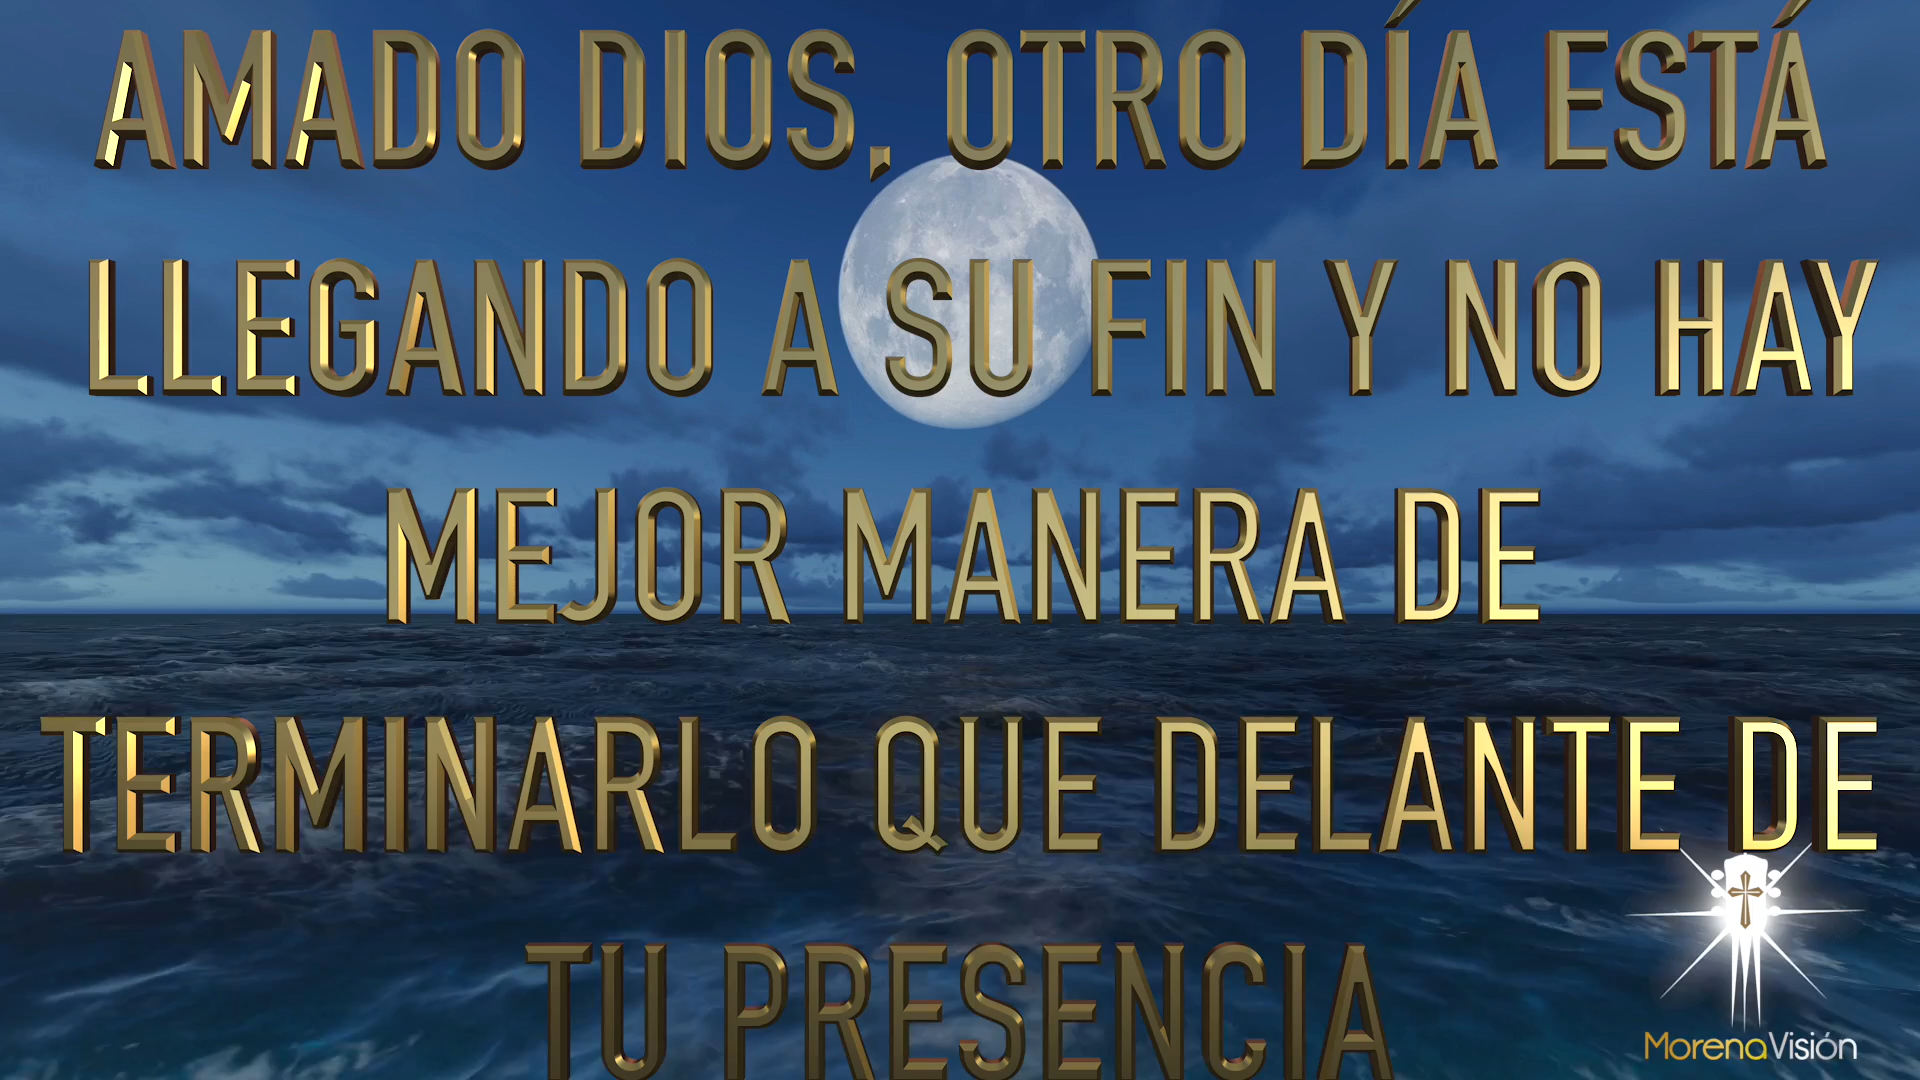 AMADO DIOS, OTRO DÍA ESTÁ
LLEGANDO A SU FIN Y NO HAY
MEJOR MANERA DE
TERMINARLO QUE DELANTE DE
TU PRESENCIA
MorenaVisión